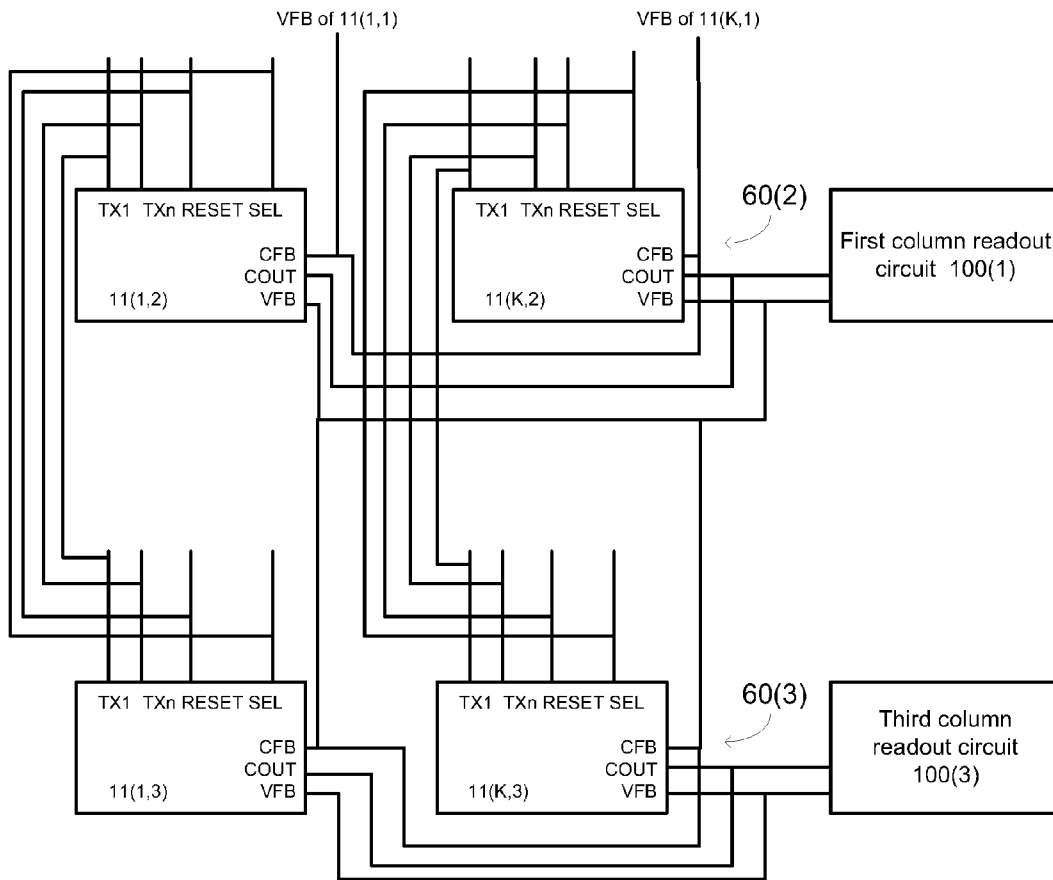 VFB of 11(1,1)
VFB of 11(K,1)
TX1 TXn RESET SEL
CFB
COUT
VFB
11(1,2)
TX1 TXn RESET SEL
CFB
COUT
VFB
11(K,2)
60(2)
First column readout
circuit 100(1)
TX1 TXn RESET SEL
CFB
COUT
VFB
11(1,3)
TX1 TXn RESET SEL
CFB
COUT
VFB
11(K,3)
60(3)
Third column
readout circuit
100(3)